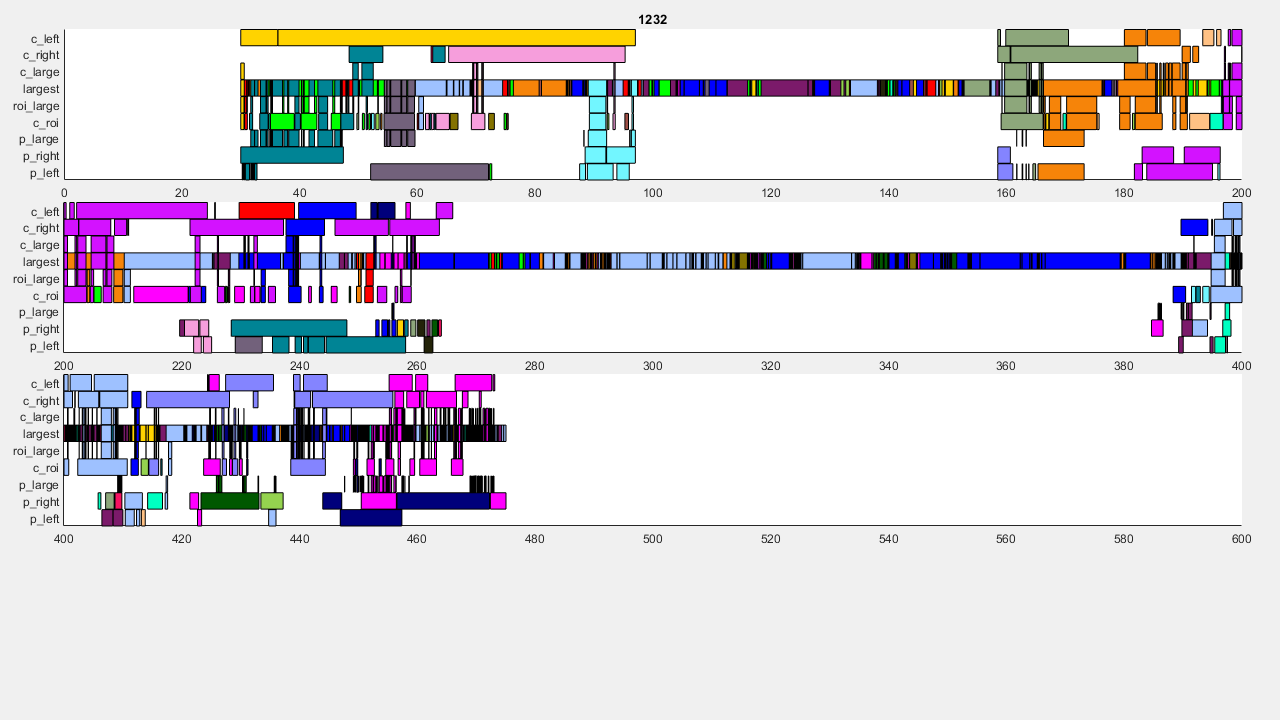 1232
c_left
c_right
c_large
largest
roi_large
c_roi
p_large
p_right
p_left
0 20 40 60 80 100 120 140 160 180 200
c_left
c_right
c_large
largest
roi_large
c_roi
p_large
p_right
p_left
200 220 240 260 280 300 320 340 360 380 400
c_left
c_right
c_large
largest
roi_large
c_roi
p_large
p_right
p_left
400 420 440 460 480 500 520 540 560 580 600